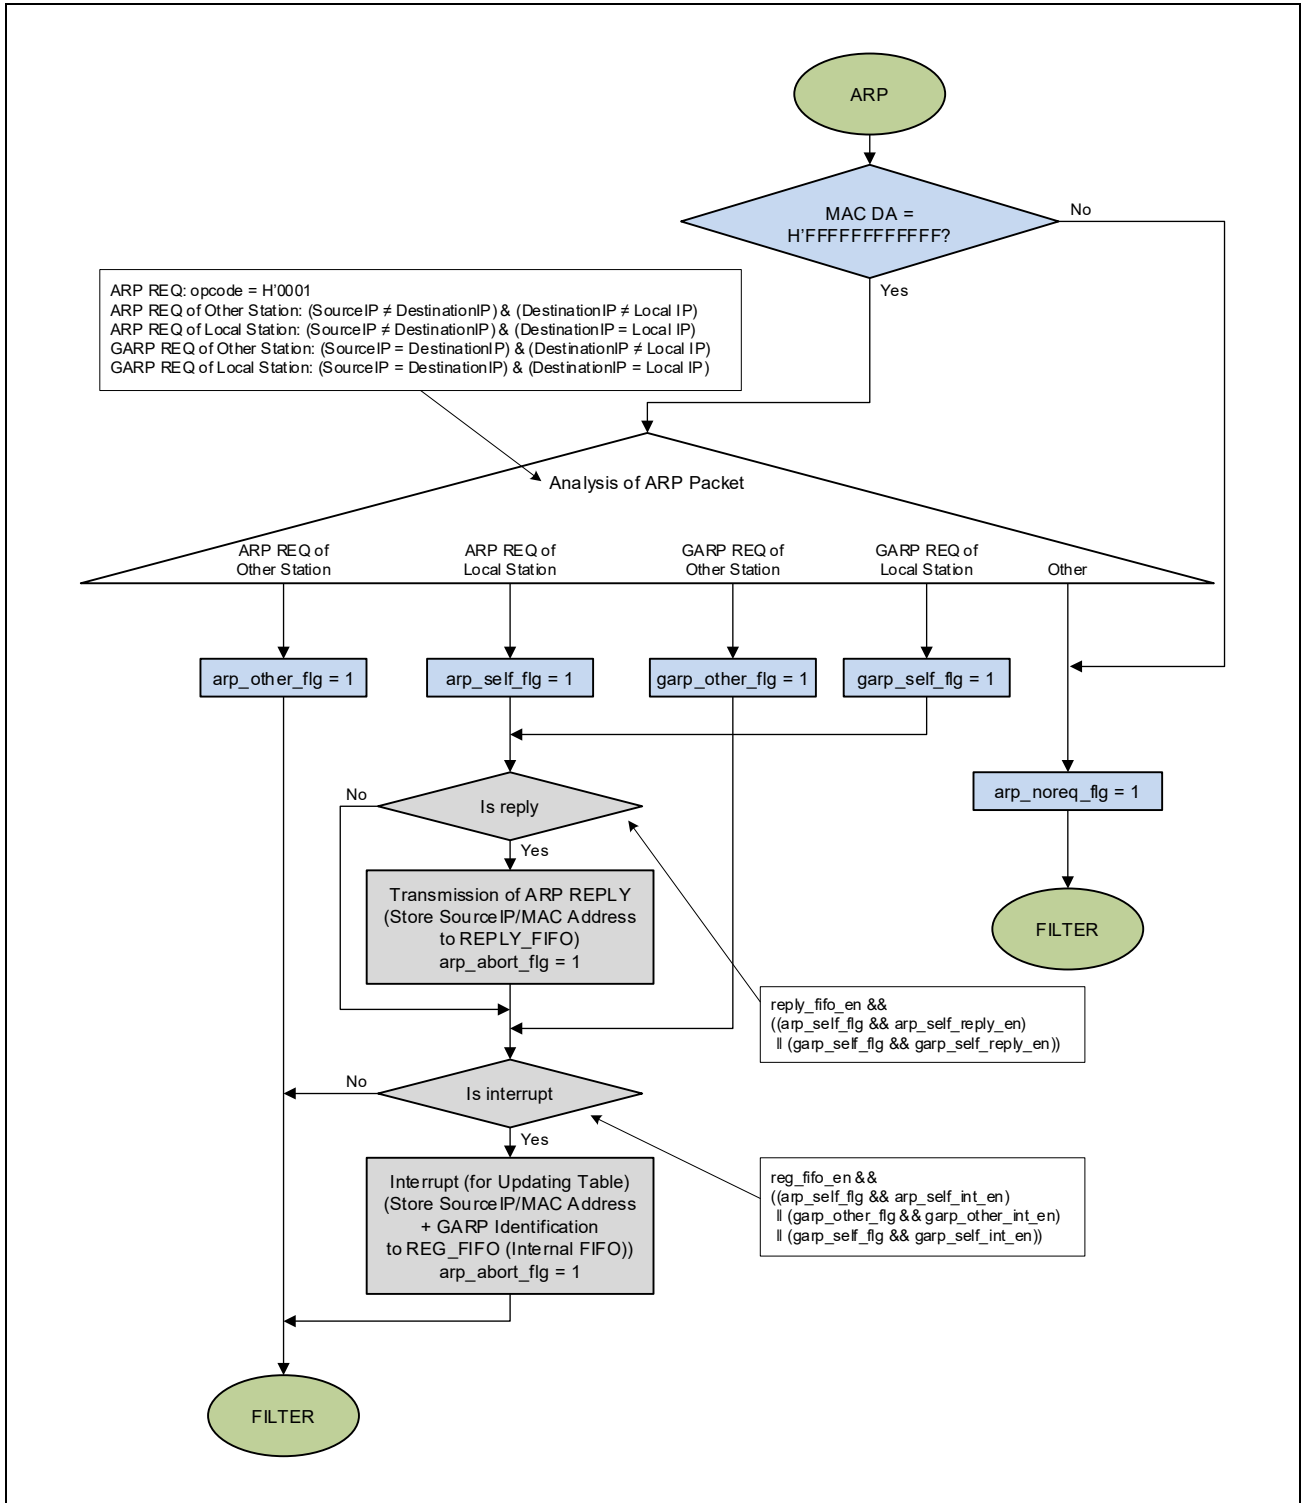 ARP
MAC DA =
H'FFFFFFFFFFFF?
No
Yes
ARP REQ: opcode = H'0001
ARP REQ of Other Station: (SourceIP ≠ DestinationIP) & (DestinationIP ≠ Local IP)
ARP REQ of Local Station: (SourceIP ≠ DestinationIP) & (DestinationIP = Local IP)
GARP REQ of Other Station: (SourceIP = DestinationIP) & (DestinationIP ≠ Local IP)
GARP REQ of Local Station: (SourceIP = DestinationIP) & (DestinationIP = Local IP)
Analysis of ARP Packet
ARP REQ of
Other Station
ARP REQ of
Local Station
GARP REQ of
Other Station
GARP REQ of
Local Station
Other
arp_other_flg = 1
arp_self_flg = 1
garp_other_flg = 1
garp_self_flg = 1
No
Is reply
Yes
arp_noreq_flg = 1
Transmission of ARP REPLY
(Store SourceIP/MAC Address
to REPLY_FIFO)
arp_abort_flg = 1
FILTER
reply_fifo_en &&
((arp_self_flg && arp_self_reply_en)
|| (garp_self_flg && garp_self_reply_en))
No
Is interrupt
Yes
Interrupt (for Updating Table)
(Store SourceIP/MAC Address
+ GARP Identification
to REG_FIFO (Internal FIFO))
arp_abort_flg = 1
reg_fifo_en &&
((arp_self_flg && arp_self_int_en)
|| (garp_other_flg && garp_other_int_en)
|| (garp_self_flg && garp_self_int_en))
FILTER